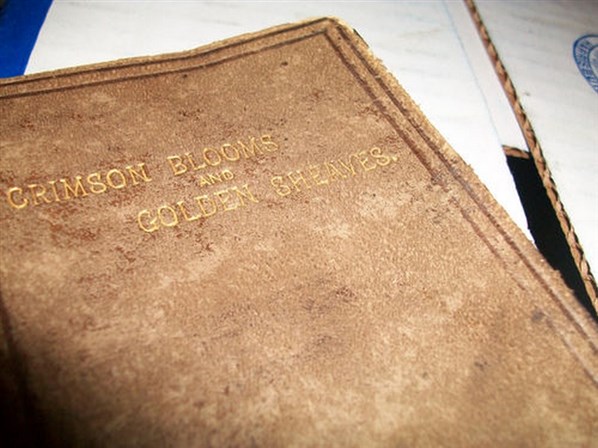 CRIMSON BLOOMS
AND
GOLDEN SHEAVES.